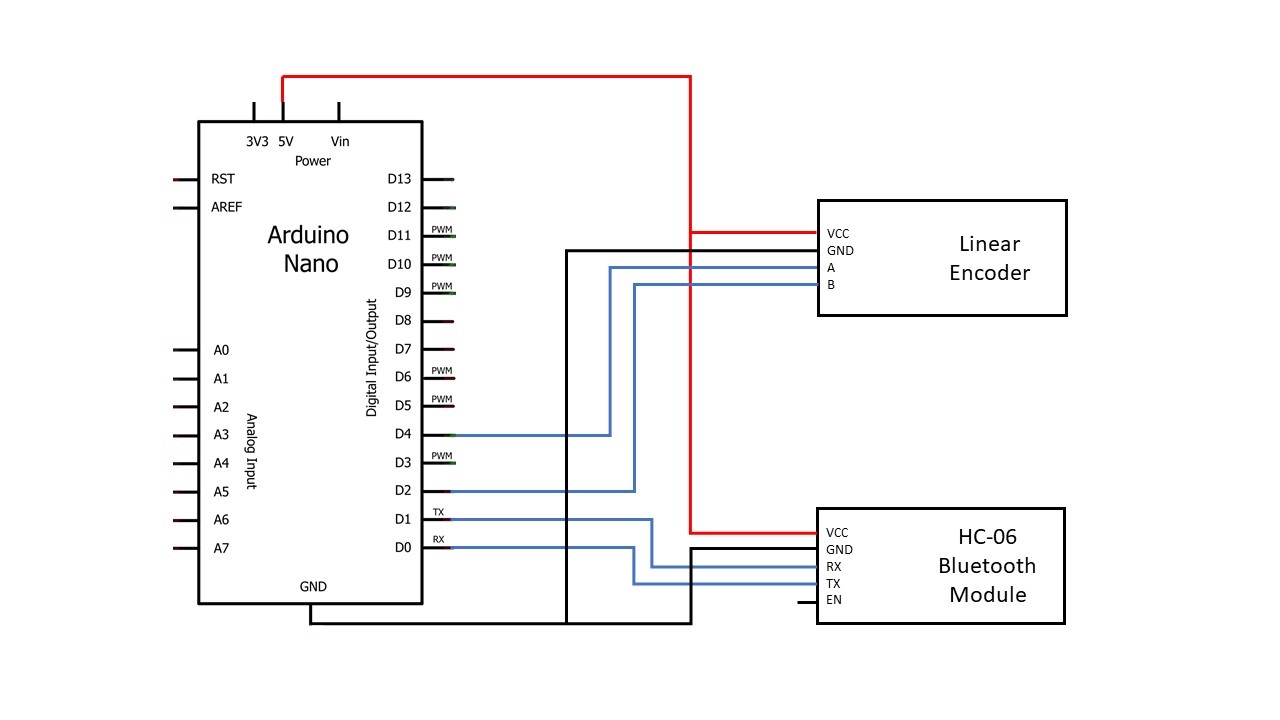 3V3 5V Vin
Power
RST
AREF
Arduino
Nano
A0
A1
A2
A3
A4
A5
A6
A7
Analog Input
Digital Input/Output
D13
D12
D11 PWM
D10 PWM
D9 PWM
D8
D7
D6 PWM
D5 PWM
D4
D3 PWM
D2
D1 TX
D0 RX
GND
VCC
GND
A
B
Linear
Encoder
VCC
GND
RX
TX
EN
HC-06
Bluetooth
Module